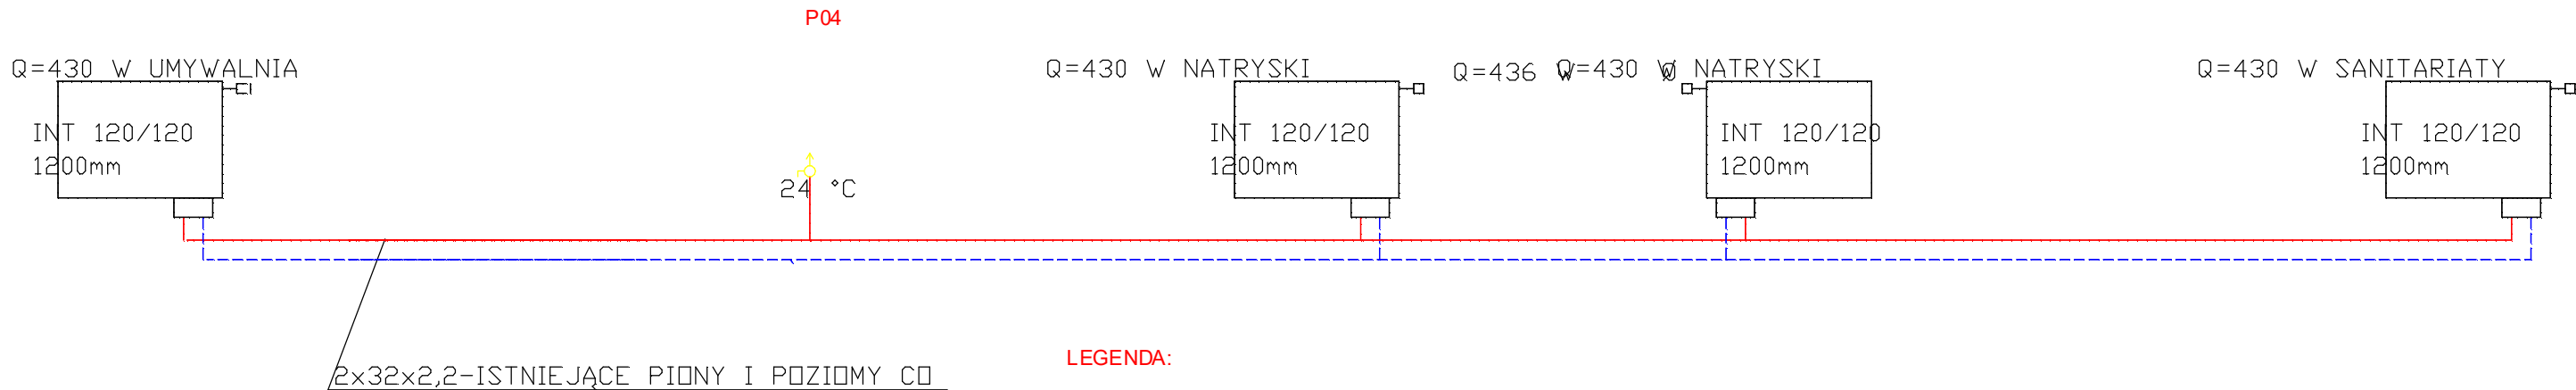 P04
Q=430 W UMYWALNIA
Q=430 W NATRYSKI
Q=436 W
Q=430 W NATRYSKI
Q=430 W SANITARIATY
INT 120/120
1200mm
24 °C
INT 120/120
1200mm
INT 120/120
1200mm
INT 120/120
1200mm
LEGENDA:
2x32x2,2-ISTNIEJĄCE PIONY I POZIOMY CO